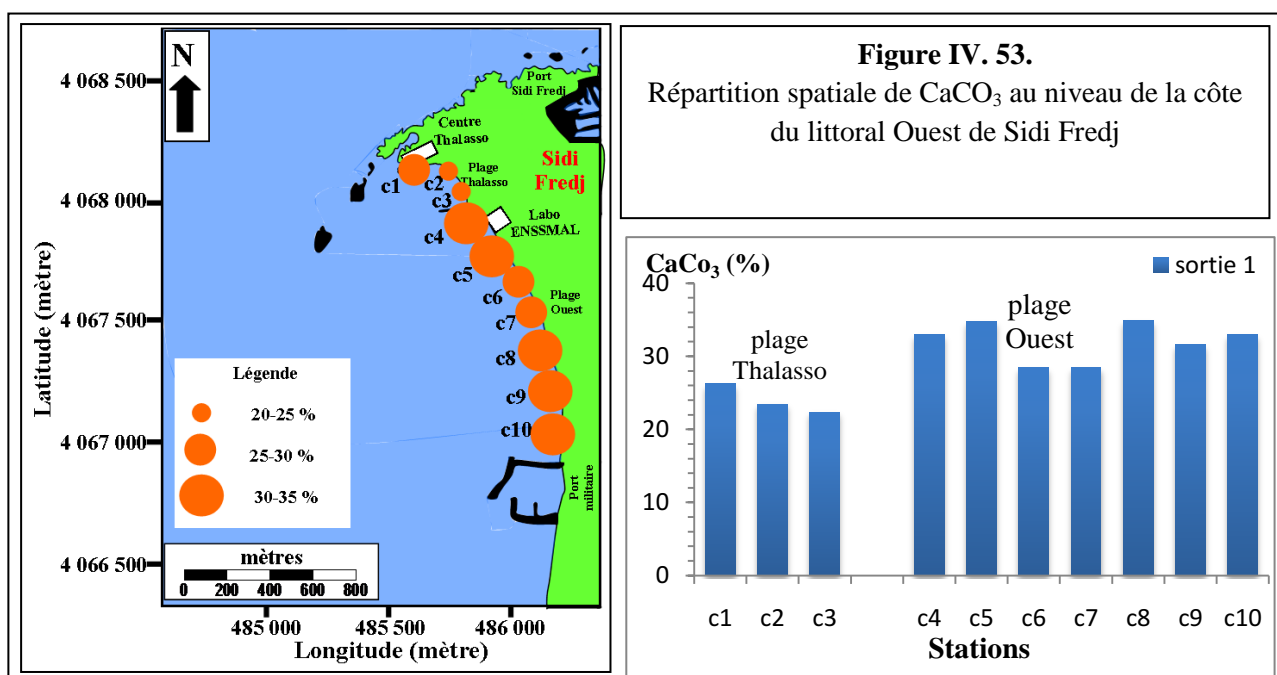 N
4 068 500
4 068 000
4 067 500
4 067 000
4 066 500
Latitude (mètre)
Port
Sidi Fredj
Centre
Thalasso
Sidi
Fredj
Plage
Thalasso
Labo
ENSSMAL
Plage
Ouest
Port
militaire
c1
c2
c3
c4
c5
c6
c7
c8
c9
c10
Légende
20-25 %
25-30 %
30-35 %
mètres
0 200 400 600 800
485 000 485 500 486 000
Longitude (mètre)
Figure IV. 53.
Répartition spatiale de CaCO₃ au niveau de la côte
du littoral Ouest de Sidi Fredj
CaCo₃ (%)
sortie 1
40
30
20
10
0
plage
Thalasso
plage
Ouest
c1 c2 c3 c4 c5 c6 c7 c8 c9 c10
Stations